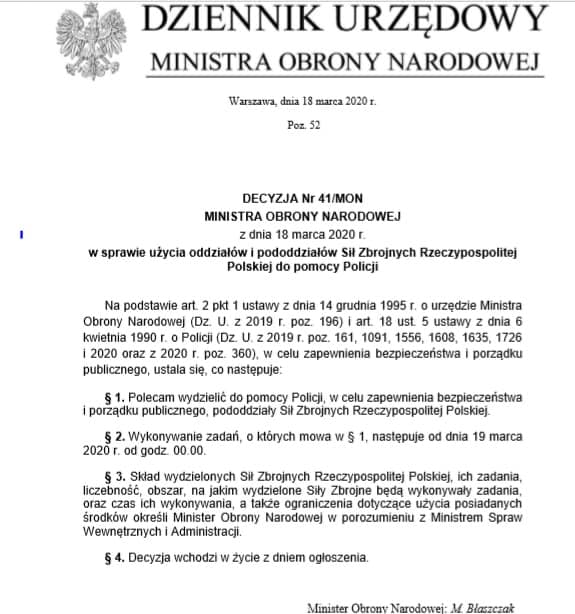 DZIENNIK URZĘDOWY
MINISTRA OBRONY NARODOWEJ
Warszawa, dnia 18 marca 2020 r.
Poz. 52
DECYZJA Nr 41/MON
MINISTRA OBRONY NARODOWEJ
z dnia 18 marca 2020 r.
w sprawie użycia oddziałów i pododdziałów Sił Zbrojnych Rzeczypospolitej
Polskiej do pomocy Policji
Na podstawie art. 2 pkt 1 ustawy z dnia 14 grudnia 1995 r. o urzędzie Ministra
Obrony Narodowej (Dz. U. z 2019 r. poz. 196) i art. 18 ust. 5 ustawy z dnia 6
kwietnia 1990 r. o Policji (Dz. U. z 2019 r. poz. 161, 1091, 1556, 1608, 1635, 1726
i 2020 oraz z 2020 r. poz. 360), w celu zapewnienia bezpieczeństwa i porządku
publicznego, ustala się, co następuje:
§ 1. Polecam wydzielić do pomocy Policji, w celu zapewnienia bezpieczeństwa
i porządku publicznego, pododdziały Sił Zbrojnych Rzeczypospolitej Polskiej.
§ 2. Wykonywanie zadań, o których mowa w § 1, następuje od dnia 19 marca
2020 r. od godz. 00.00.
§ 3. Skład wydzielonych Sił Zbrojnych Rzeczypospolitej Polskiej, ich zadania,
liczebność, obszar, na jakim wydzielone Siły Zbrojne będą wykonywały zadania,
oraz czas ich wykonywania, a także ograniczenia dotyczące użycia posiadanych
środków określi Minister Obrony Narodowej w porozumieniu z Ministrem Spraw
Wewnętrznych i Administracji.
§ 4. Decyzja wchodzi w życie z dniem ogłoszenia.
Minister Obrony Narodowej: M. Błaszczak